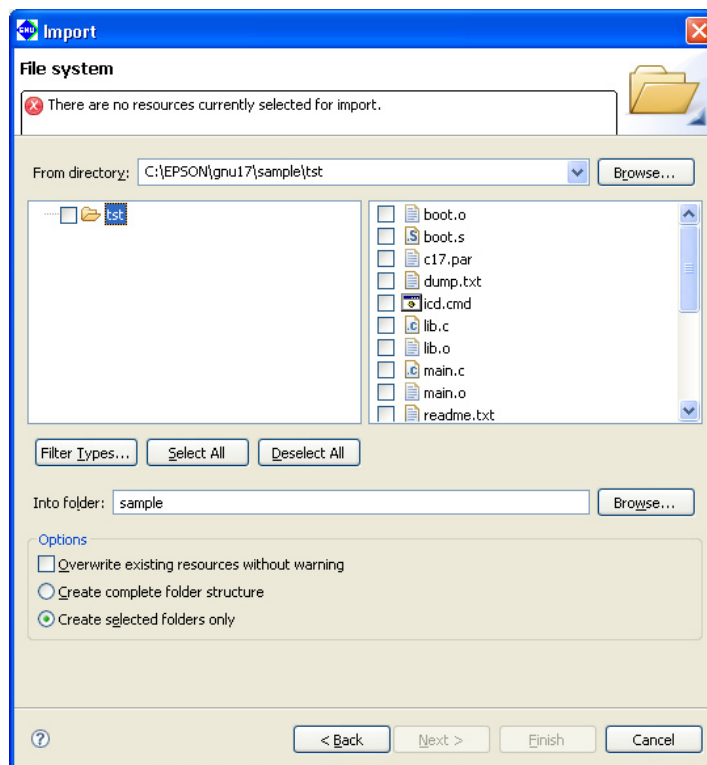 GNU Import
File system
There are no resources currently selected for import.
From directory: C:\EPSON\gnu17\sample\tst Browse...
tst
boot.o
.S boot.s
c17.par
dump.txt
icd.cmd
.c lib.c
lib.o
.c main.c
main.o
readme.txt
Filter Types... Select All Deselect All
Into folder: sample Browse...
Options
Overwrite existing resources without warning
Create complete folder structure
Create selected folders only
? < Back Next > Finish Cancel